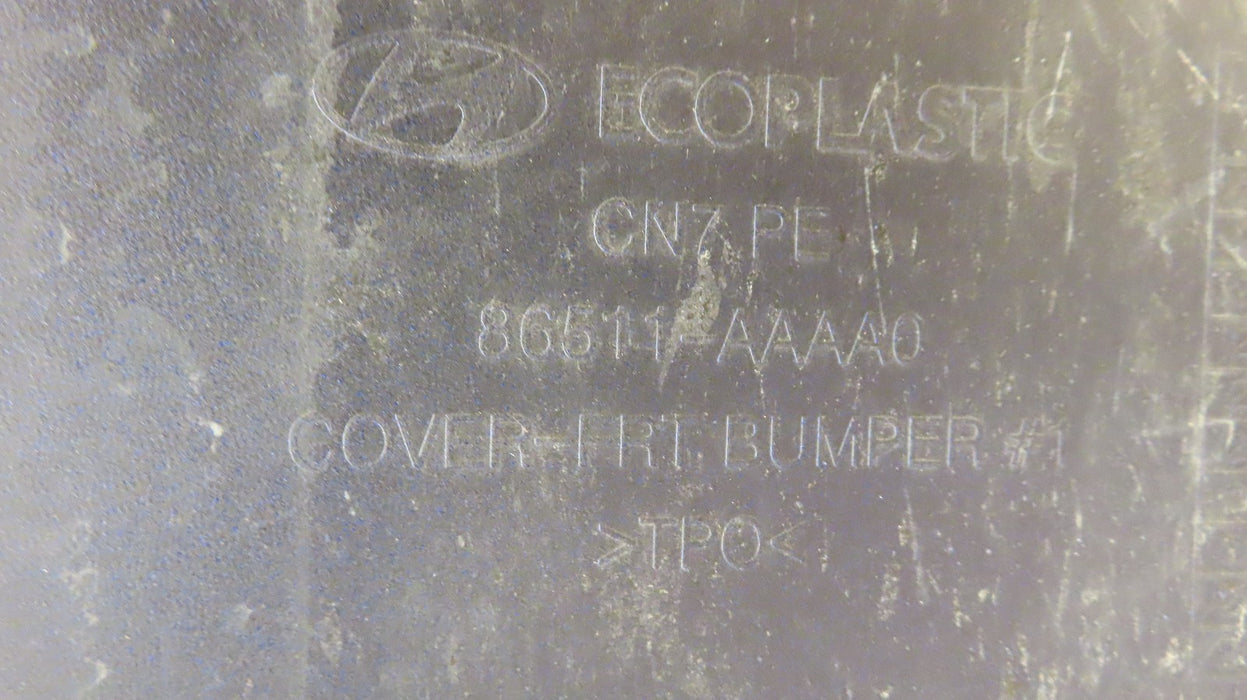 ECOPLASTIC
CN7 PE
86511-AAAA0
COVER-FRT BUMPER #1
>TPO<